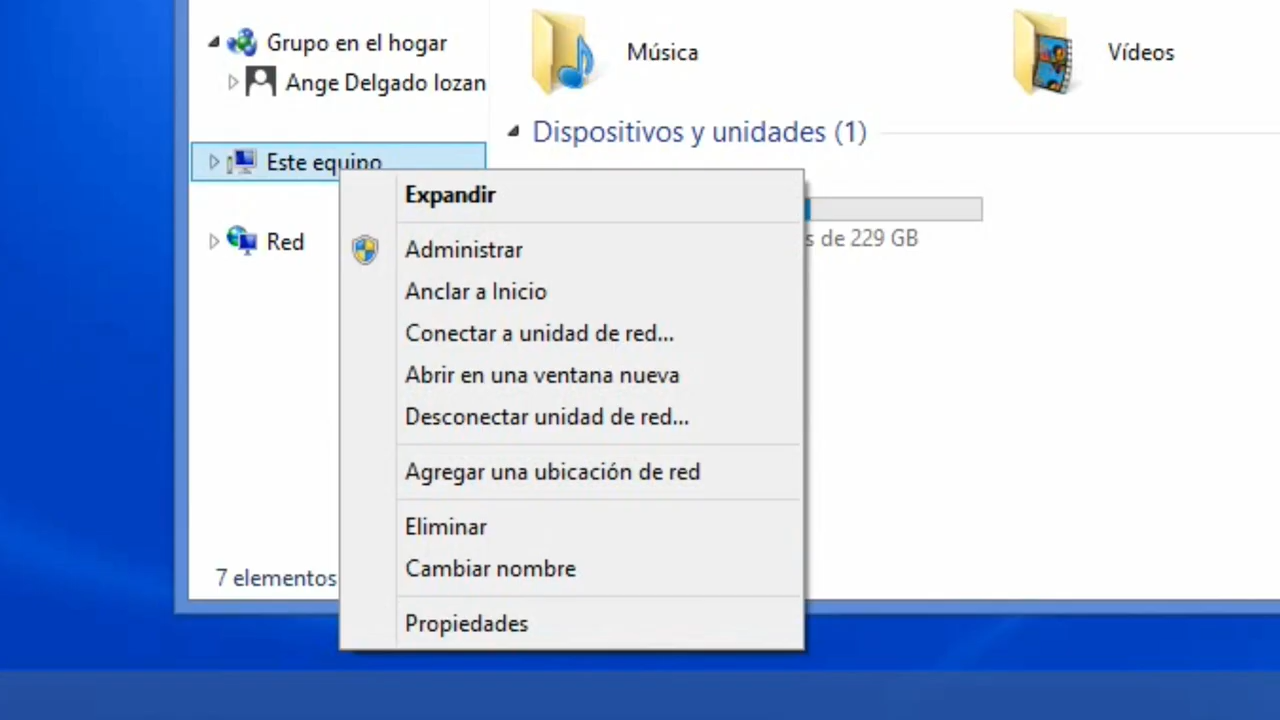 Grupo en el hogar
Ange Delgado lozan
Este equipo
Red
7 elementos
Música
Vídeos
Dispositivos y unidades (1)
s de 229 GB
Expandir
Administrar
Anclar a Inicio
Conectar a unidad de red...
Abrir en una ventana nueva
Desconectar unidad de red...
Agregar una ubicación de red
Eliminar
Cambiar nombre
Propiedades